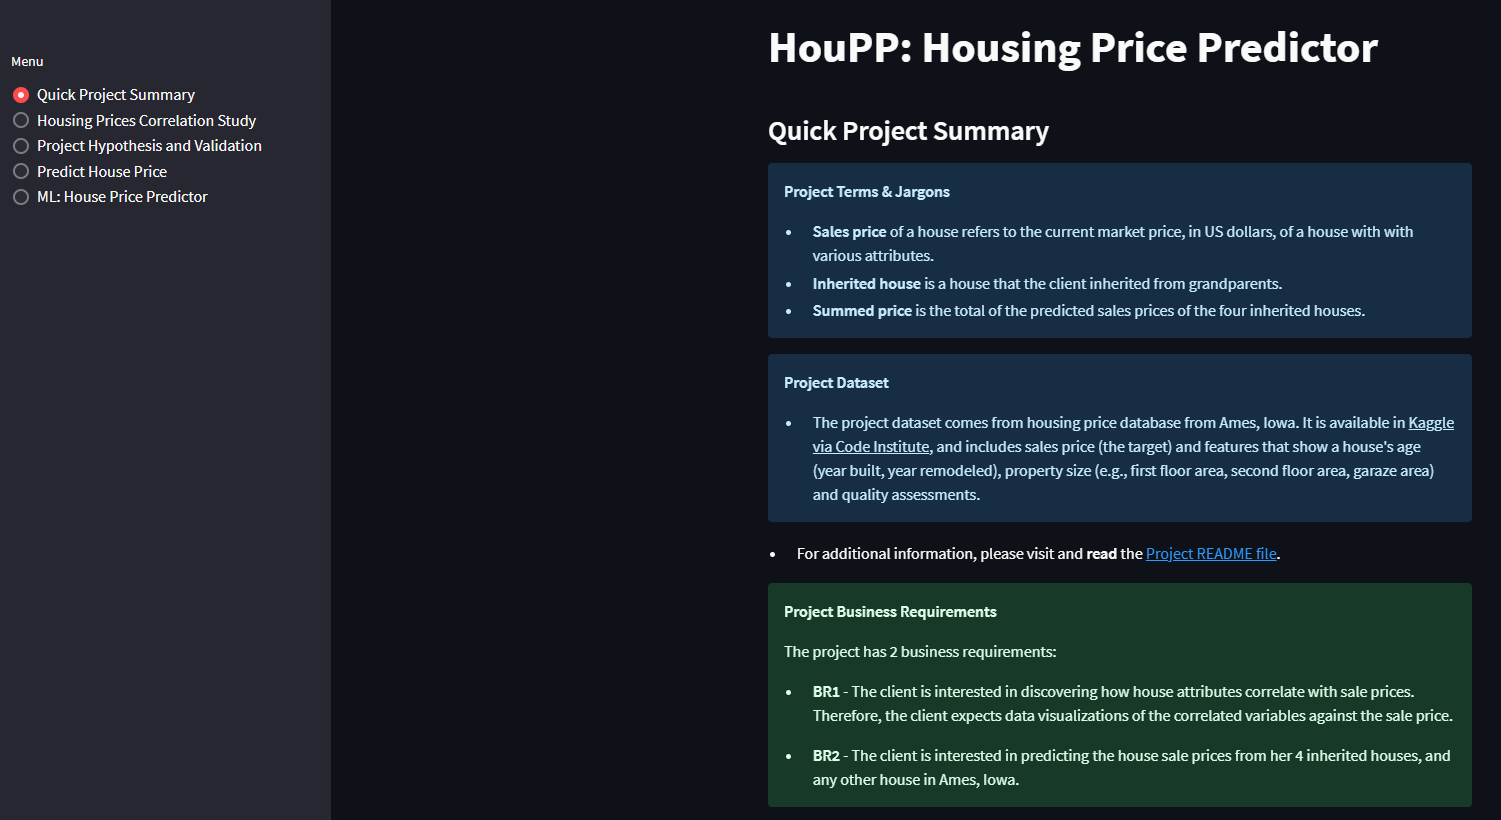 Menu
Quick Project Summary
Housing Prices Correlation Study
Project Hypothesis and Validation
Predict House Price
ML: House Price Predictor
HouPP: Housing Price Predictor
Quick Project Summary
Project Terms & Jargons
• Sales price of a house refers to the current market price, in US dollars, of a house with with
various attributes.
• Inherited house is a house that the client inherited from grandparents.
• Summed price is the total of the predicted sales prices of the four inherited houses.
Project Dataset
• The project dataset comes from housing price database from Ames, Iowa. It is available in Kaggle
via Code Institute, and includes sales price (the target) and features that show a house's age
(year built, year remodeled), property size (e.g., first floor area, second floor area, garaze area)
and quality assessments.
• For additional information, please visit and read the Project README file.
Project Business Requirements
The project has 2 business requirements:
• BR1 - The client is interested in discovering how house attributes correlate with sale prices.
Therefore, the client expects data visualizations of the correlated variables against the sale price.
• BR2 - The client is interested in predicting the house sale prices from her 4 inherited houses, and
any other house in Ames, Iowa.